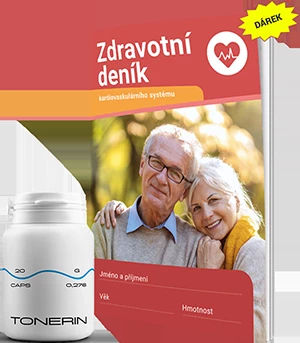 DÁREK
Zdravotní
deník
kardiovaskulárního systému
Jméno a příjmení
Věk
Hmotnost
20 G
CAPS 0,276
TONERIN